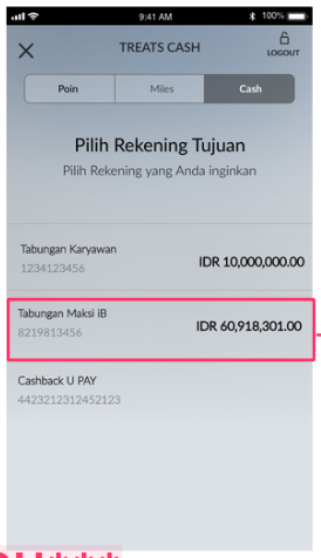 9:41 AM
100%
TREATS CASH
LOGOUT
Poin
Miles
Cash
Pilih Rekening Tujuan
Pilih Rekening yang Anda inginkan
Tabungan Karyawan
IDR 10,000,000.00
1234123456
Tabungan Maksi iB
IDR 60,918,301.00
8219813456
Cashback U PAY
4423212312452123